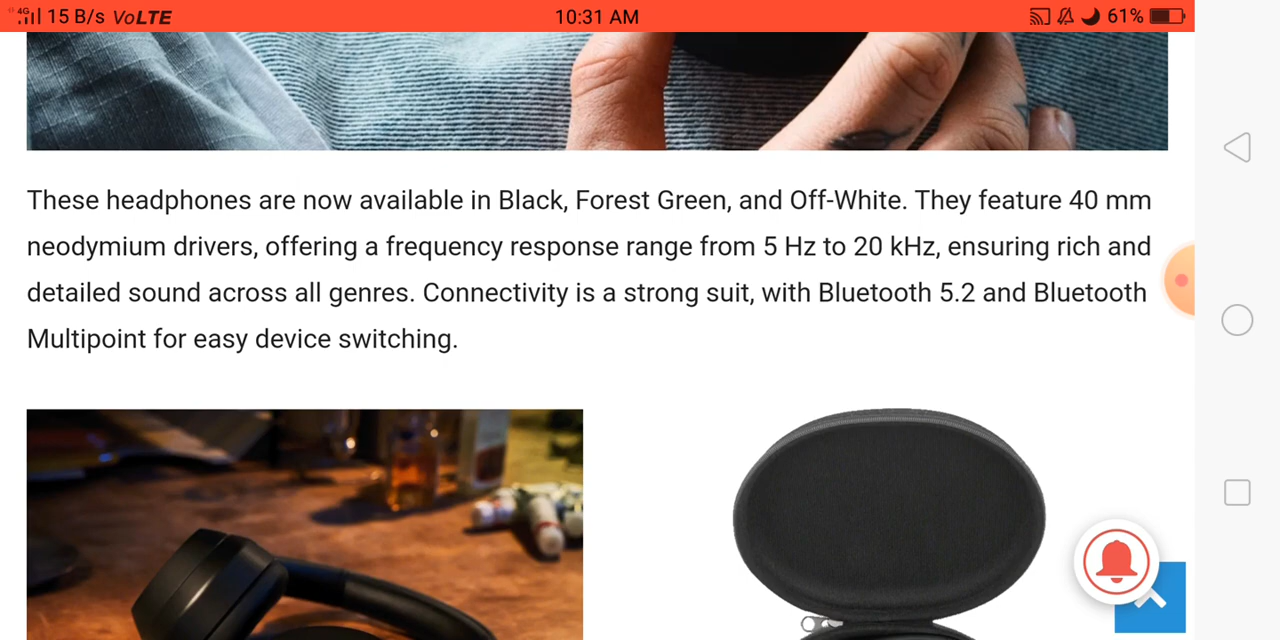 4G 15 B/s VoLTE 10:31 AM 61%
These headphones are now available in Black, Forest Green, and Off-White. They feature 40 mm
neodymium drivers, offering a frequency response range from 5 Hz to 20 kHz, ensuring rich and
detailed sound across all genres. Connectivity is a strong suit, with Bluetooth 5.2 and Bluetooth
Multipoint for easy device switching.